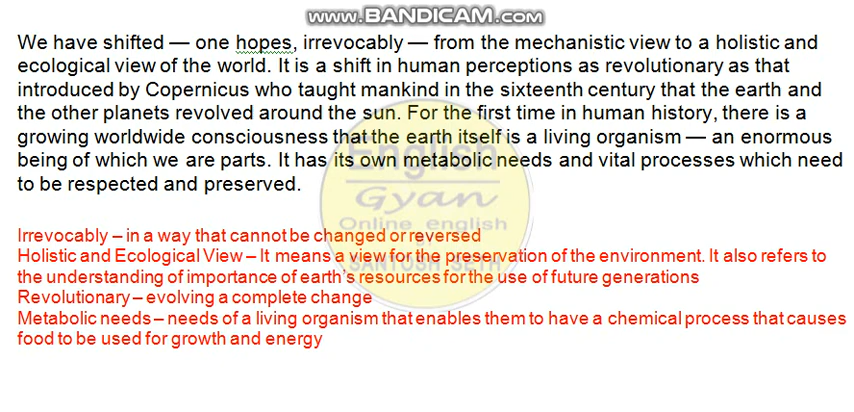 www.BANDICAM.com
We have shifted — one hopes, irrevocably — from the mechanistic view to a holistic and
ecological view of the world. It is a shift in human perceptions as revolutionary as that
introduced by Copernicus who taught mankind in the sixteenth century that the earth and
the other planets revolved around the sun. For the first time in human history, there is a
growing worldwide consciousness that the earth itself is a living organism — an enormous
being of which we are parts. It has its own metabolic needs and vital processes which need
to be respected and preserved.
English
Gyan
Online english
SANTOSH SETH
Irrevocably – in a way that cannot be changed or reversed
Holistic and Ecological View – It means a view for the preservation of the environment. It also refers to
the understanding of importance of earth's resources for the use of future generations
Revolutionary – evolving a complete change
Metabolic needs – needs of a living organism that enables them to have a chemical process that causes
food to be used for growth and energy